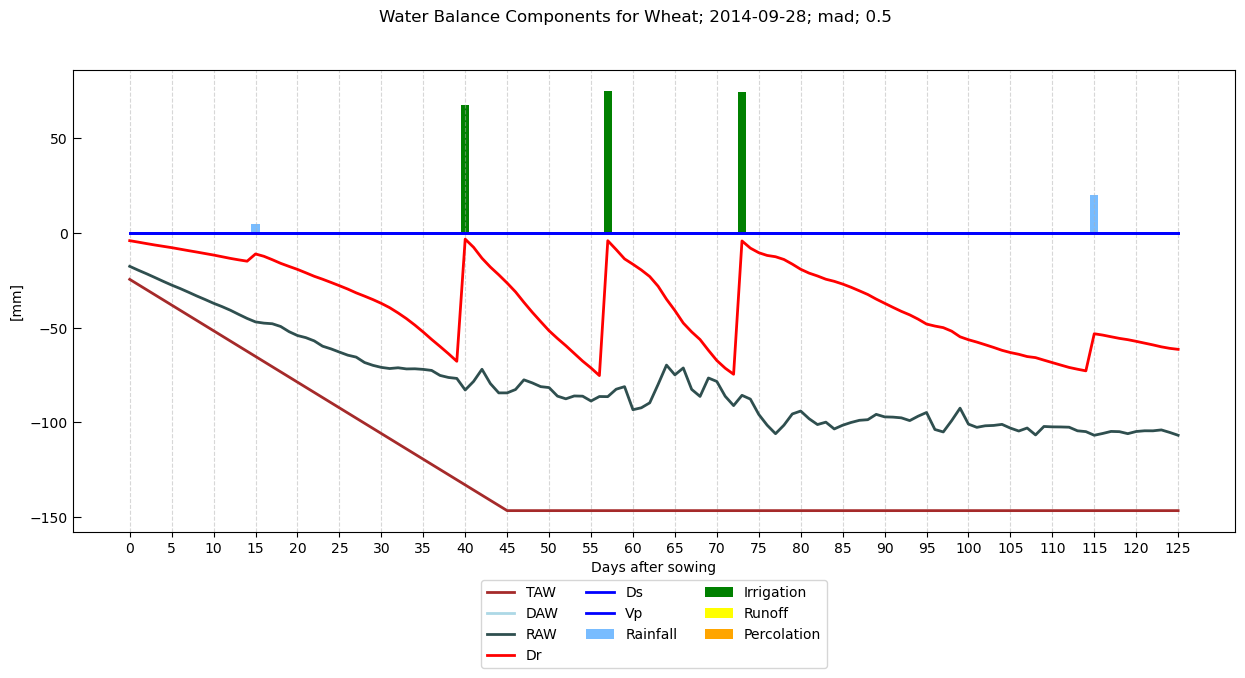 Water Balance Components for Wheat; 2014-09-28; mad; 0.5
50
0
−50
−100
−150
[mm]
0 5 10 15 20 25 30 35 40 45 50 55 60 65 70 75 80 85 90 95 100 105 110 115 120 125
Days after sowing
TAW Ds Irrigation
DAW Vp Runoff
RAW Rainfall Percolation
Dr